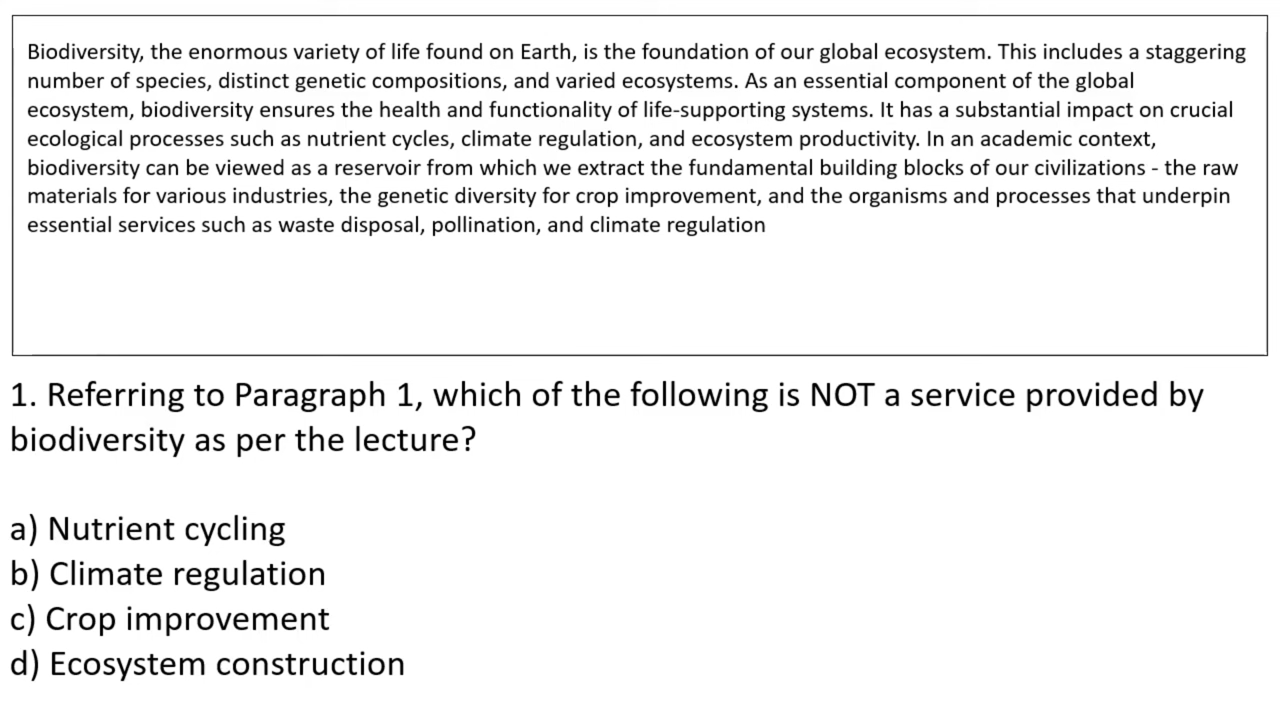 Biodiversity, the enormous variety of life found on Earth, is the foundation of our global ecosystem. This includes a staggering
number of species, distinct genetic compositions, and varied ecosystems. As an essential component of the global
ecosystem, biodiversity ensures the health and functionality of life-supporting systems. It has a substantial impact on crucial
ecological processes such as nutrient cycles, climate regulation, and ecosystem productivity. In an academic context,
biodiversity can be viewed as a reservoir from which we extract the fundamental building blocks of our civilizations - the raw
materials for various industries, the genetic diversity for crop improvement, and the organisms and processes that underpin
essential services such as waste disposal, pollination, and climate regulation
1. Referring to Paragraph 1, which of the following is NOT a service provided by
biodiversity as per the lecture?
a) Nutrient cycling
b) Climate regulation
c) Crop improvement
d) Ecosystem construction